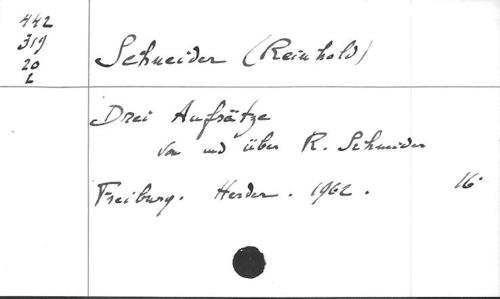 442
319
20
L
Schneider (Reinhold)
Drei Aufsätze
von und über R. Schneider
Freiburg. Herder. 1962. 16°